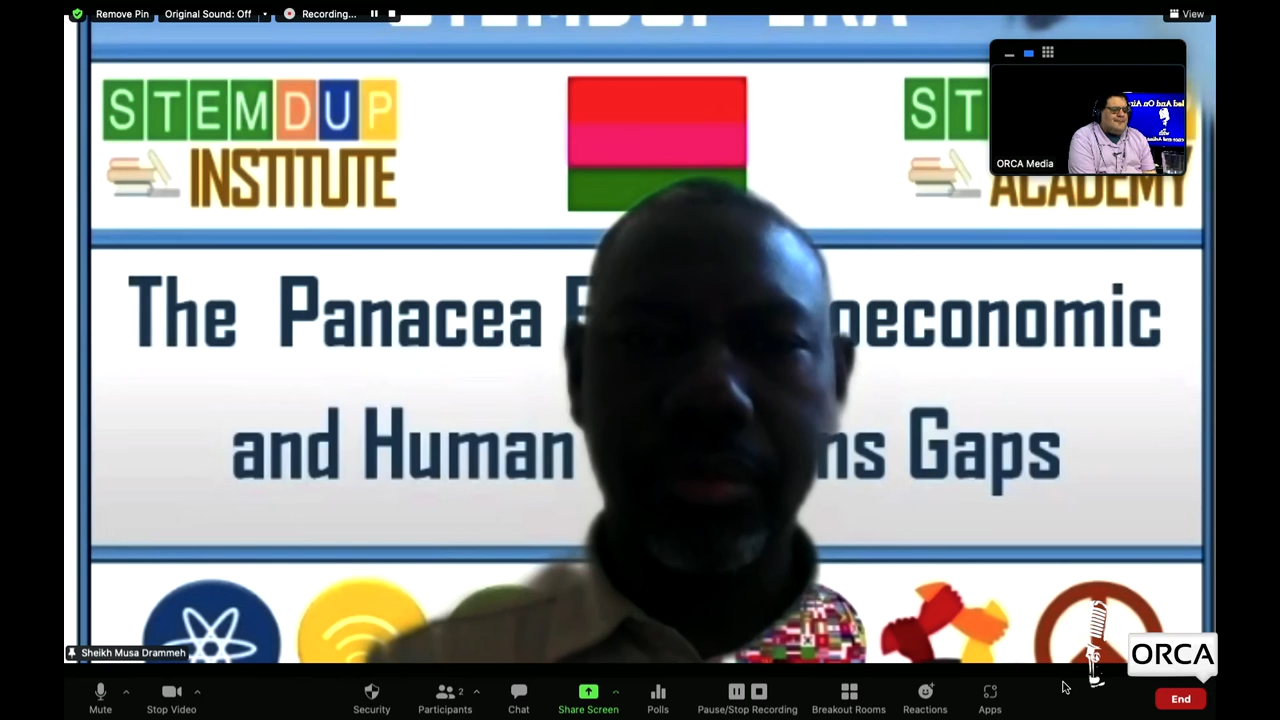 Remove Pin
Original Sound: Off
Recording...
View
STEMDUP ERA
STEMDUP
INSTITUTE
ST
ACADEMY
ORCA Media
The Panacea
oeconomic
and Human
ns Gaps
Sheikh Musa Drammeh
ORCA
Mute
Stop Video
Security
Participants
2
Chat
Share Screen
Polls
Pause/Stop Recording
Breakout Rooms
Reactions
Apps
End